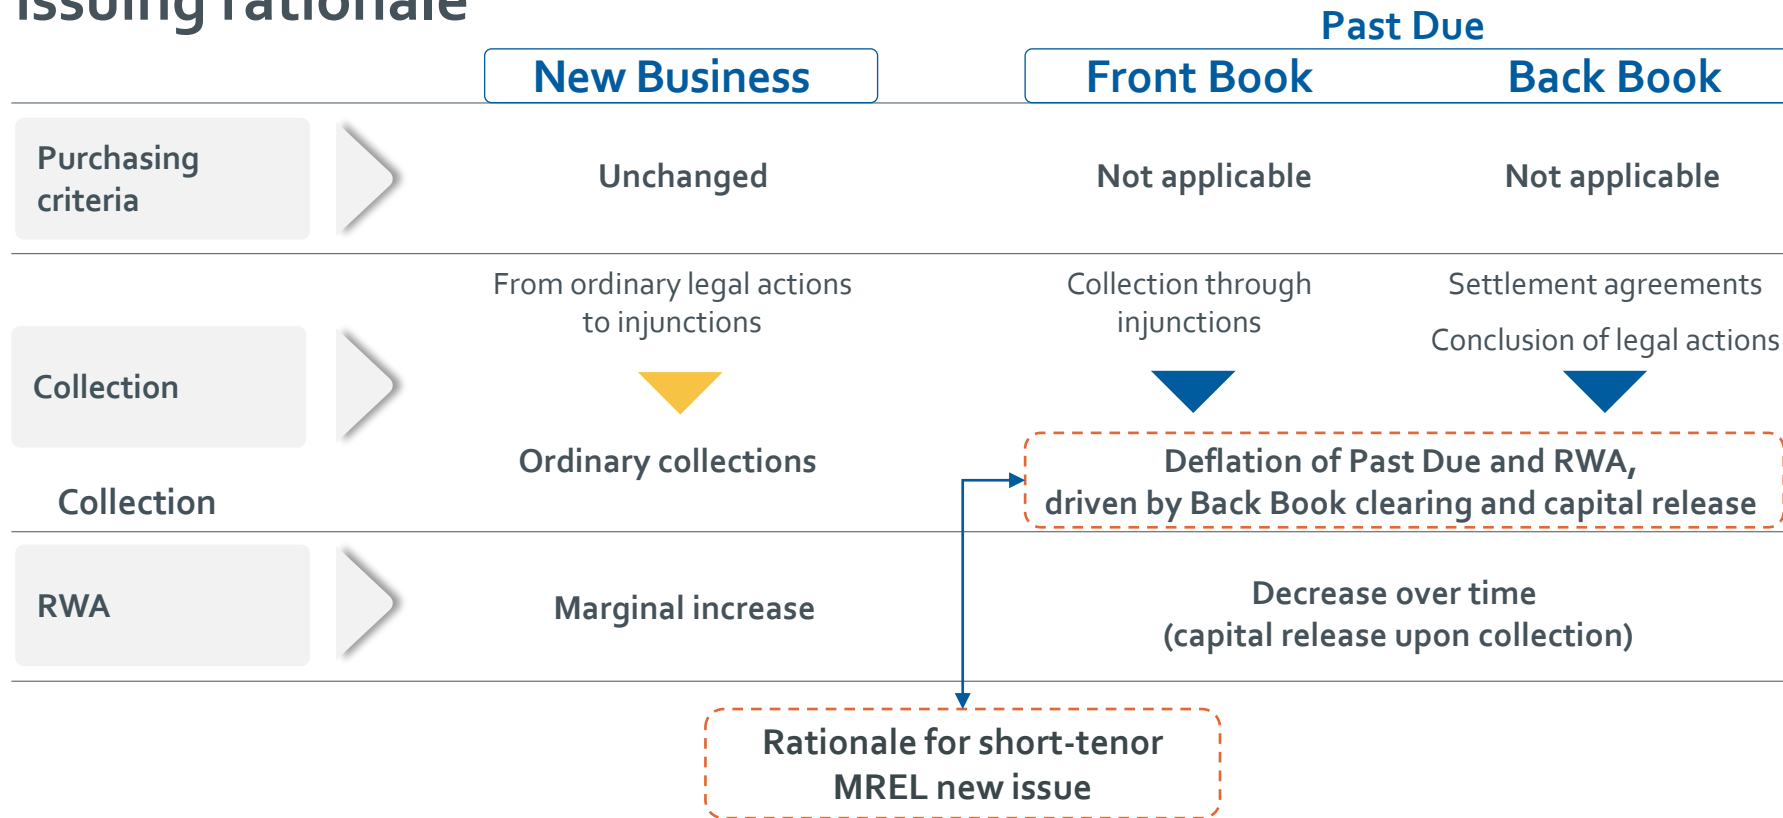 issuing rationale
Past Due
New Business
Front Book
Back Book
Purchasing
criteria
Unchanged
Not applicable
Not applicable
From ordinary legal actions
to injunctions
Collection through
injunctions
Settlement agreements
Conclusion of legal actions
Collection
Ordinary collections
Deflation of Past Due and RWA,
driven by Back Book clearing and capital release
Collection
RWA
Marginal increase
Decrease over time
(capital release upon collection)
Rationale for short-tenor
MREL new issue